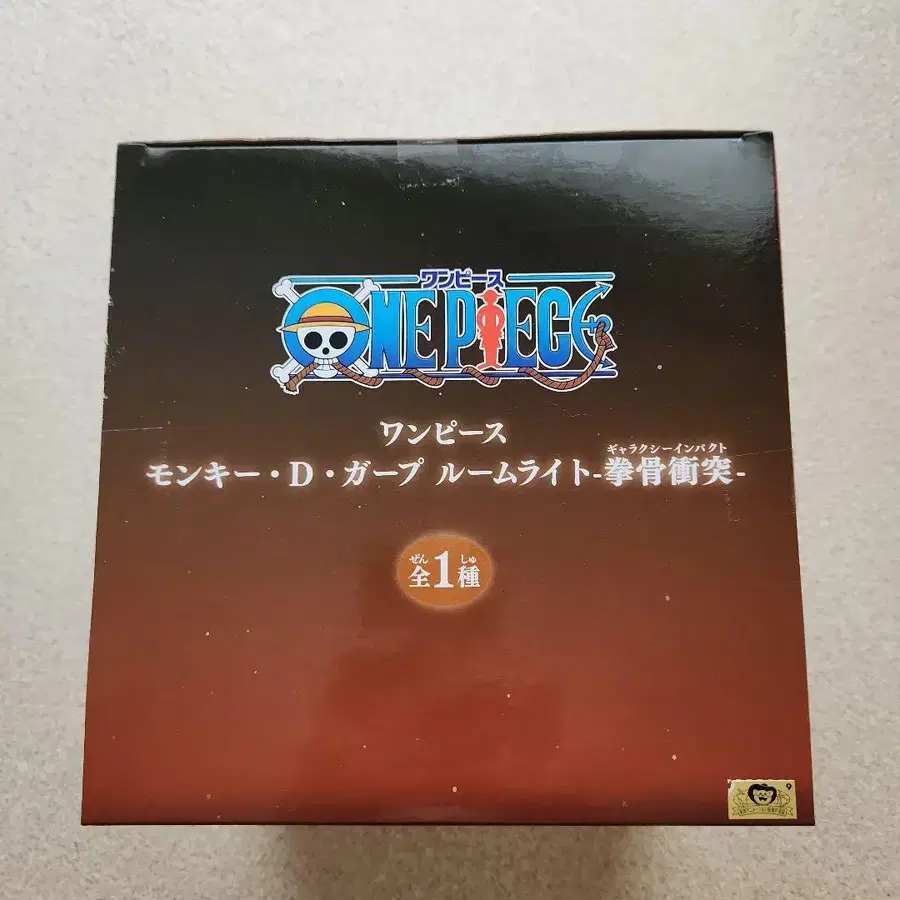 ワンピース
ONE PIECE
ワンピース
ギャラクシーインパクト
モンキー・D・ガープ ルームライト-拳骨衝突-
ぜん しゅ
全1種
9